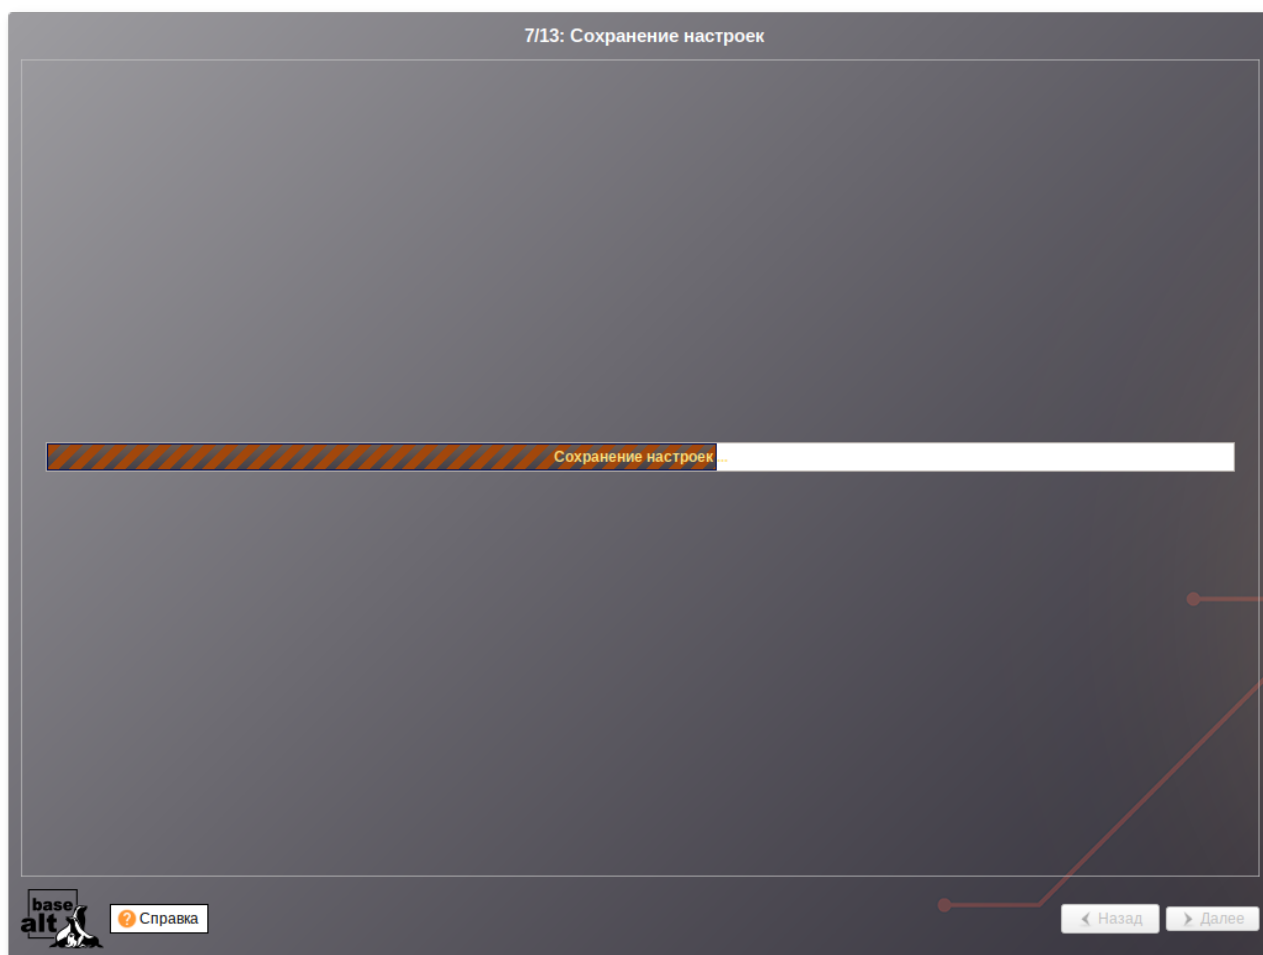 7/13: Сохранение настроек
Сохранение настроек ...
base
alt
Справка
Назад
Далее